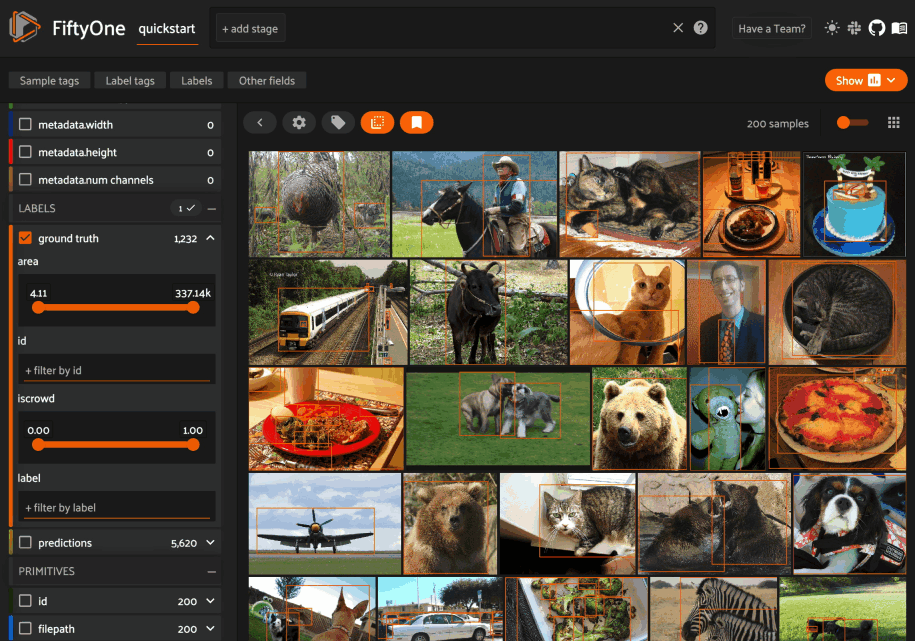 FiftyOne
quickstart
+ add stage
Have a Team?
Sample tags
Label tags
Labels
Other fields
Show
metadata.width 0
metadata.height 0
metadata.num channels 0
200 samples
LABELS 1
ground truth 1,232
area
4.11 337.14k
id
+ filter by id
iscrowd
0.00 1.00
label
+ filter by label
predictions 5,620
PRIMITIVES
id 200
filepath 200